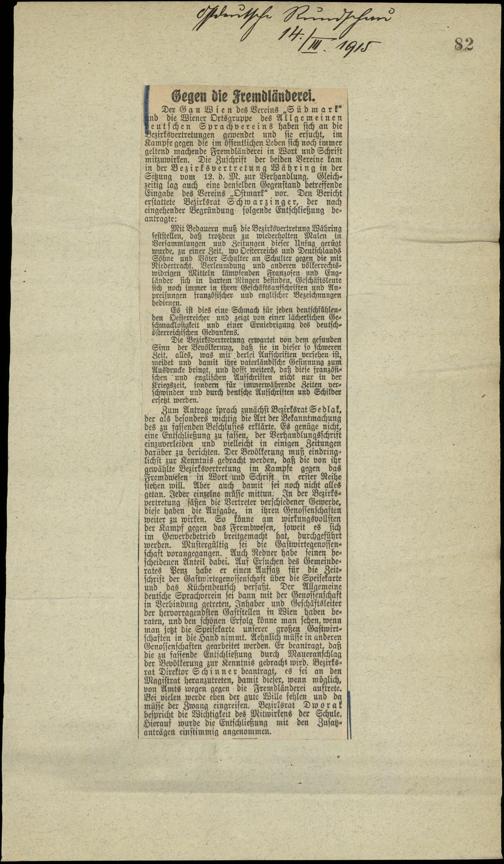 Ostdeutsche Rundschau
14./III. 1915
82
Gegen die Fremdländerei.
Der Gau Wien des Vereins „Südmark"
und die Wiener Ortsgruppe des Allgemeinen
Deutschen Sprachvereins haben sich an die
Bezirksvertretungen gewendet und sie ersucht, im
Kampfe gegen die im öffentlichen Leben sich noch immer
geltend machende Fremdländerei in Wort und Schrift
mitzuwirken. Die Zuschrift der beiden Vereine kam
in der Bezirksvertretung Währing in der
Sitzung vom 12. d. M. zur Verhandlung. Gleich-
zeitig lag auch eine denselben Gegenstand betreffende
Eingabe des Vereins „Ostmark" vor. Den Bericht
erstattete Bezirksrat Schwarzinger, der nach
eingehender Begründung folgende Entschließung be-
antragte:
Mit Bedauern muß die Bezirksvertretung Währing
feststellen, daß trotzdem zu wiederholten Malen in
Versammlungen und Zeitungen dieser Unfug gerügt
wurde, zu einer Zeit, wo Oesterreichs und Deutschlands
Söhne und Väter Schulter an Schulter gegen die mit
Niedertracht, Verleumdung und anderen völkerrechts-
widrigen Mitteln kämpfenden Franzosen und Eng-
länder sich in hartem Ringen befinden, Geschäftsleute
sich noch immer in ihren Geschäftsaufschriften und An-
preisungen französischer und englischer Bezeichnungen
bedienen.
Es ist dies eine Schmach für jeden deutschfühlen-
den Oesterreicher und zeigt von einer lächerlichen Ge-
schmacklosigkeit und einer Erniedrigung des deutsch-
österreichischen Gedankens.
Die Bezirksvertretung erwartet von dem gesunden
Sinn der Bevölkerung, daß sie in dieser so schweren
Zeit, alles, was mit derlei Aufschriften versehen ist,
meidet und damit ihre vaterländische Gesinnung zum
Ausdrucke bringt, und hofft weiters, daß diese französi-
schen und englischen Aufschriften nicht nur in der
Kriegszeit, sondern für immerwährende Zeiten ver-
schwinden und durch deutsche Aufschriften und Schilder
ersetzt werden.
Zum Antrage sprach zunächst Bezirksrat Sedlak,
der als besonders wichtig die Art der Bekanntmachung
des zu fassenden Beschlusses erklärte. Es genüge nicht,
eine Entschließung zu fassen, der Verhandlungsschrift
einzuverleiben und vielleicht in einigen Zeitungen
darüber zu berichten. Der Bevölkerung muß eindring-
lichst zur Kenntnis gebracht werden, daß die von ihr
gewählte Bezirksvertretung im Kampfe gegen das
Fremdwesen in Wort und Schrift in erster Reihe
stehen will. Aber auch damit sei noch nicht alles
getan. Jeder einzelne müsse mittun. In der Bezirks-
vertretung säßen die Vertreter verschiedener Gewerbe,
diese haben die Aufgabe, in ihren Genossenschaften
weiter zu wirken. So könne am wirkungsvollsten
der Kampf gegen das Fremdwesen, soweit es sich
im Gewerbebetrieb breitgemacht hat, durchgeführt
werden. Mustergültig sei die Gastwirtegenossen-
schaft vorangegangen. Auch Redner habe seinen be-
scheidenen Anteil dabei. Auf Ersuchen des Gemeinde-
rates Penz habe er einen Aufsatz für die Zeit-
schrift der Gastwirtegenossenschaft über die Speisekarte
und das Küchendeutsch verfaßt. Der Allgemeine
deutsche Sprachverein sei dann mit der Genossenschaft
in Verbindung getreten, Inhaber und Geschäftsleiter
der hervorragendsten Gaststellen in Wien haben be-
raten, und den schönen Erfolg könne man sehen, wenn
man jetzt die Speisekarte unserer großen Gastwirt-
schaften in die Hand nimmt. Aehnlich müsse in anderen
Genossenschaften gearbeitet werden. Er beantragt, daß
die zu fassende Entschließung durch Maueranschlag
der Bevölkerung zur Kenntnis gebracht wird. Bezirks-
rat Direktor Schinner beantragt, es sei an den
Magistrat heranzutreten, damit dieser, wenn möglich,
von Amts wegen gegen die Fremdländerei auftrete.
Bei vielen werde eben der gute Wille fehlen und da
müsse der Zwang eingreifen. Bezirksrat Dworak
bespricht die Wichtigkeit des Mitwirkens der Schule.
Hierauf wurde die Entschließung mit den Zusatz-
anträgen einstimmig angenommen.